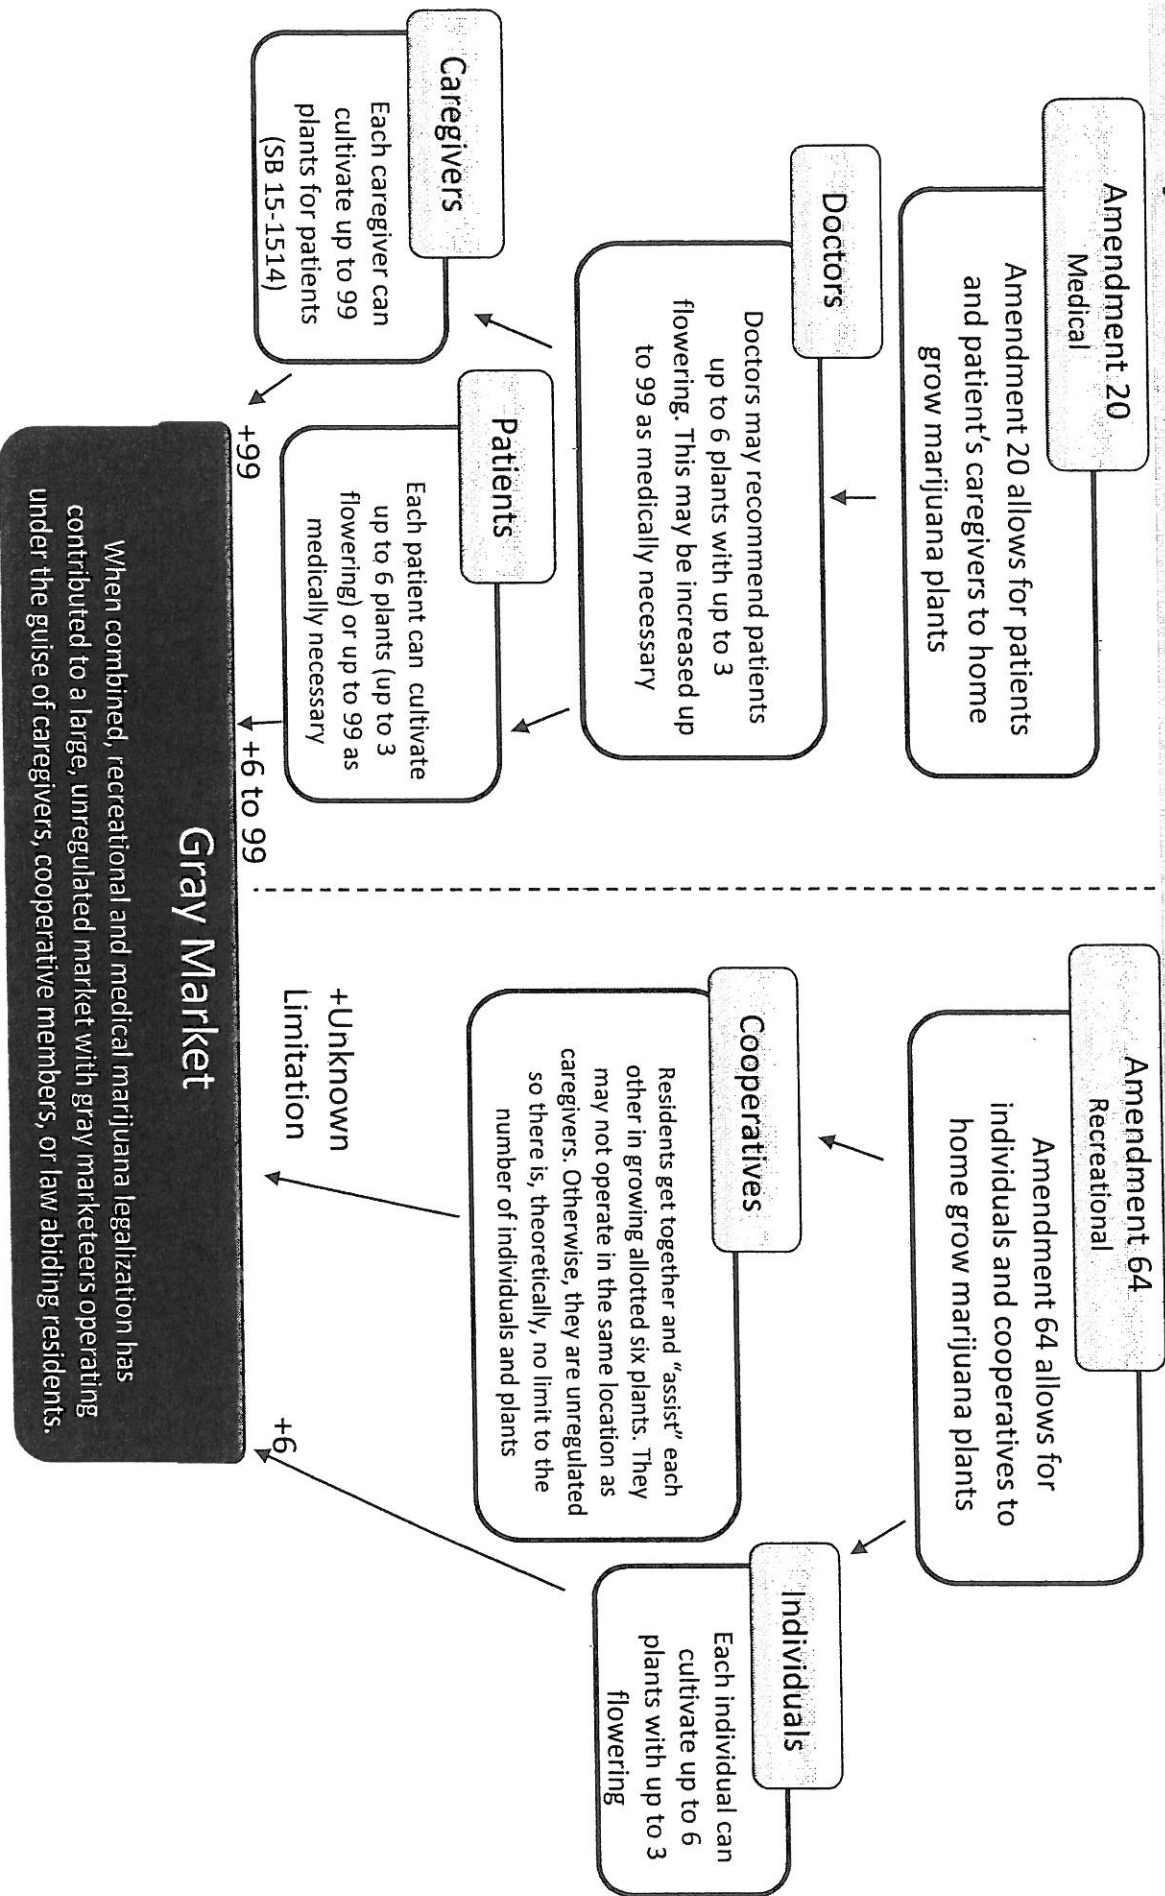 Amendment 20
Medical
Amendment 20 allows for patients
and patient's caregivers to home
grow marijuana plants
Doctors
Doctors may recommend patients
up to 6 plants with up to 3
flowering. This may be increased up
to 99 as medically necessary
Caregivers
Each caregiver can
cultivate up to 99
plants for patients
(SB 15-1514)
Patients
Each patient can cultivate
up to 6 plants (up to 3
flowering) or up to 99 as
medically necessary
+99
+6 to 99
Amendment 64
Recreational
Amendment 64 allows for
individuals and cooperatives to
home grow marijuana plants
Cooperatives
Residents get together and "assist" each
other in growing allotted six plants. They
may not operate in the same location as
caregivers. Otherwise, they are unregulated
so there is, theoretically, no limit to the
number of individuals and plants
Individuals
Each individual can
cultivate up to 6
plants with up to 3
flowering
+Unknown
Limitation
+6
Gray Market
When combined, recreational and medical marijuana legalization has
contributed to a large, unregulated market with gray marketeers operating
under the guise of caregivers, cooperative members, or law abiding residents.